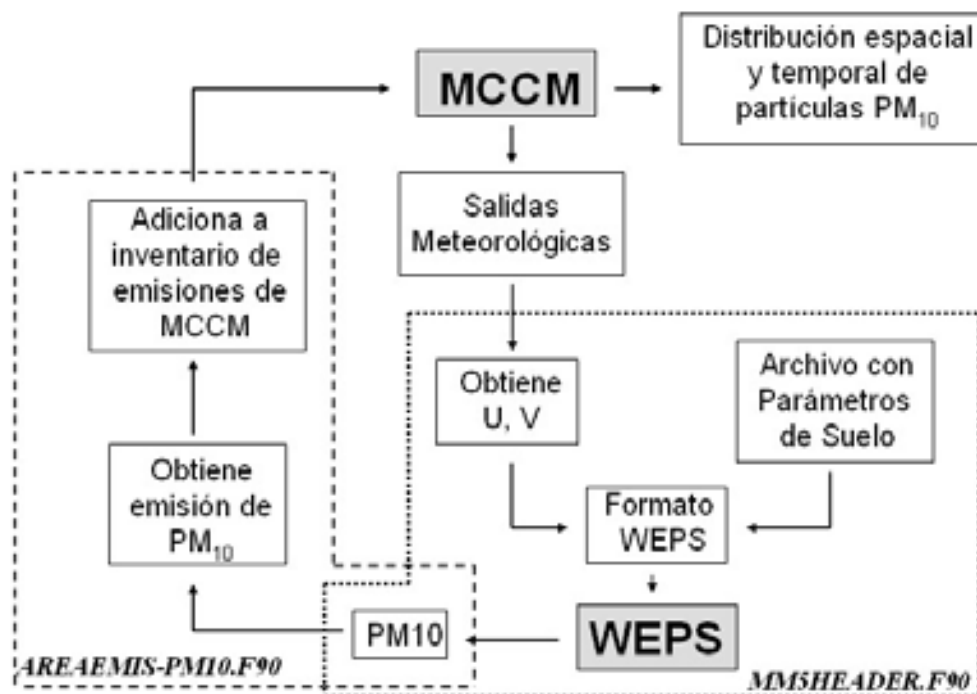 MCCM
Distribución espacial
y temporal de
partículas PM10
Salidas
Meteorológicas
Adiciona a
inventario de
emisiones de
MCCM
Obtiene
U, V
Archivo con
Parámetros
de Suelo
Obtiene
emisión de
PM10
Formato
WEPS
PM10
WEPS
AREAEMIS-PM10.F90
MM5HEADER.F90